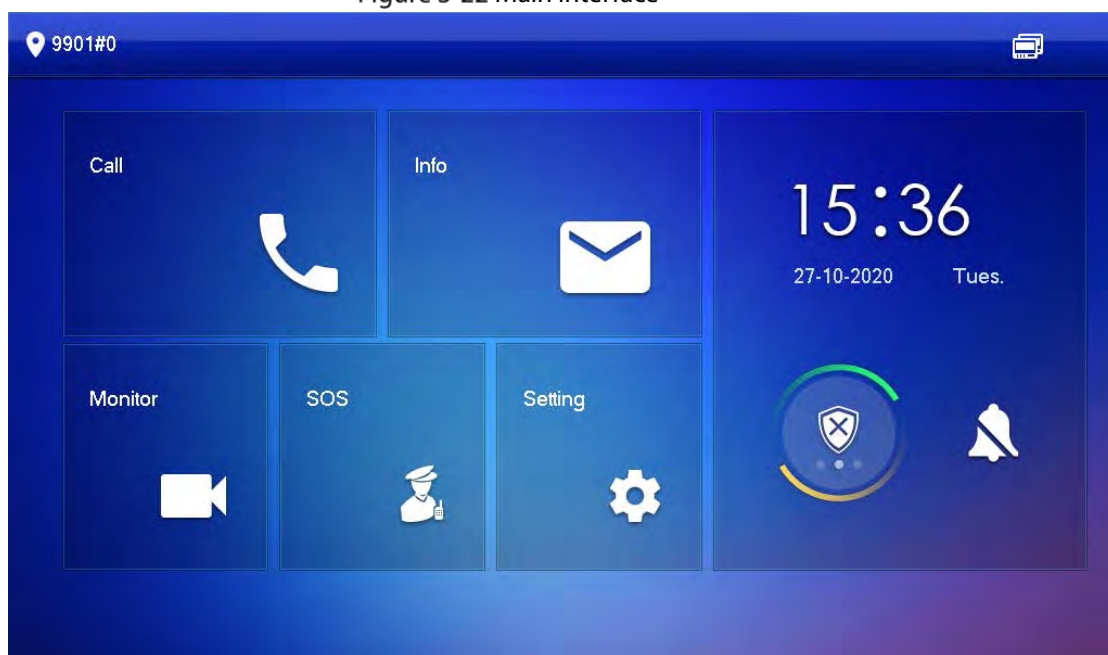 Figure 3-22 Main interface
9901#0
Call
Info
15:36
27-10-2020 Tues.
Monitor
SOS
Setting